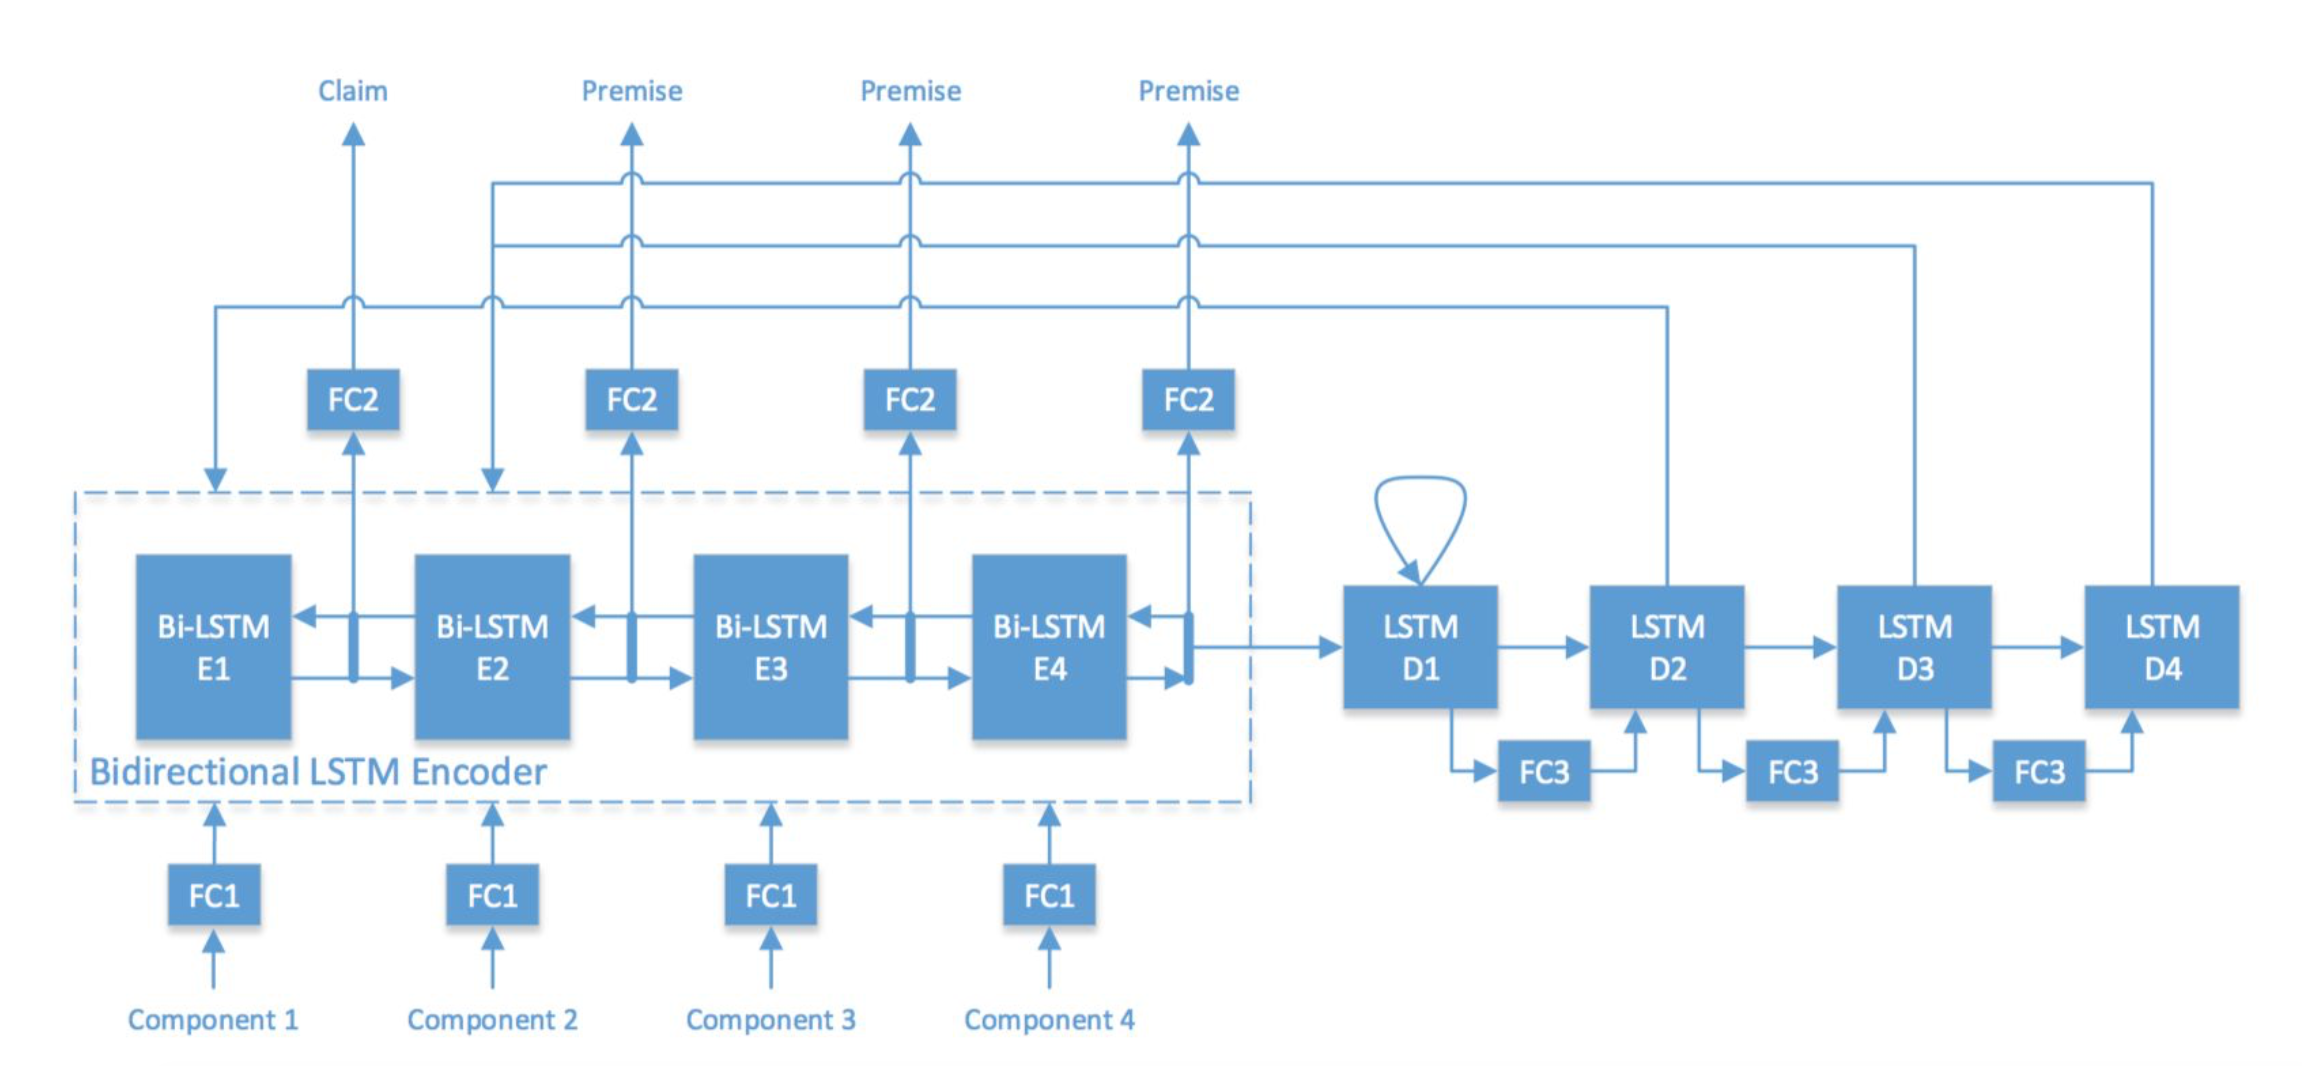 Claim
Premise
Premise
Premise
FC2
FC2
FC2
FC2
Bi-LSTM
E1
Bi-LSTM
E2
Bi-LSTM
E3
Bi-LSTM
E4
LSTM
D1
LSTM
D2
LSTM
D3
LSTM
D4
Bidirectional LSTM Encoder
FC3
FC3
FC3
FC1
FC1
FC1
FC1
Component 1
Component 2
Component 3
Component 4